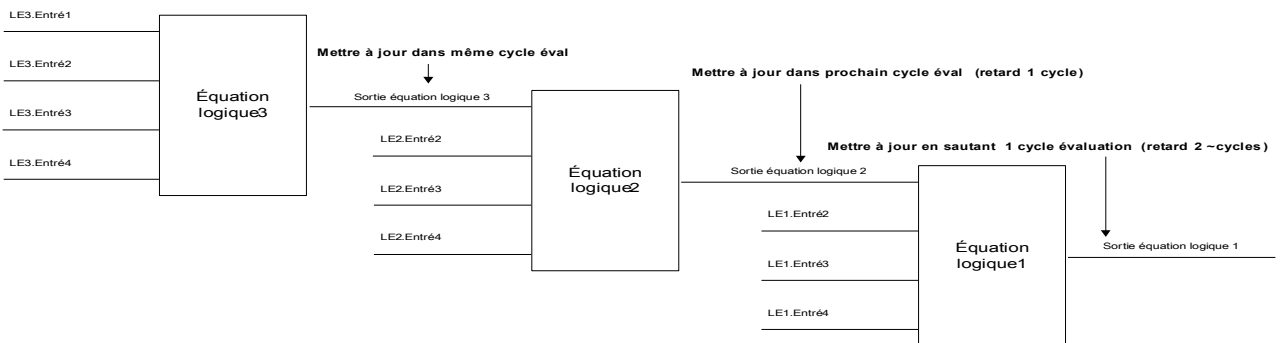 LE3.Entré1
LE3.Entré2
LE3.Entré3
LE3.Entré4
Équation
logique3
Mettre à jour dans même cycle éval
Sortie équation logique 3
LE2.Entré2
LE2.Entré3
LE2.Entré4
Équation
logique2
Mettre à jour dans prochain cycle éval (retard 1 cycle)
Sortie équation logique 2
LE1.Entré2
LE1.Entré3
LE1.Entré4
Équation
logique1
Mettre à jour en sautant 1 cycle évaluation (retard 2 ~cycles)
Sortie équation logique 1